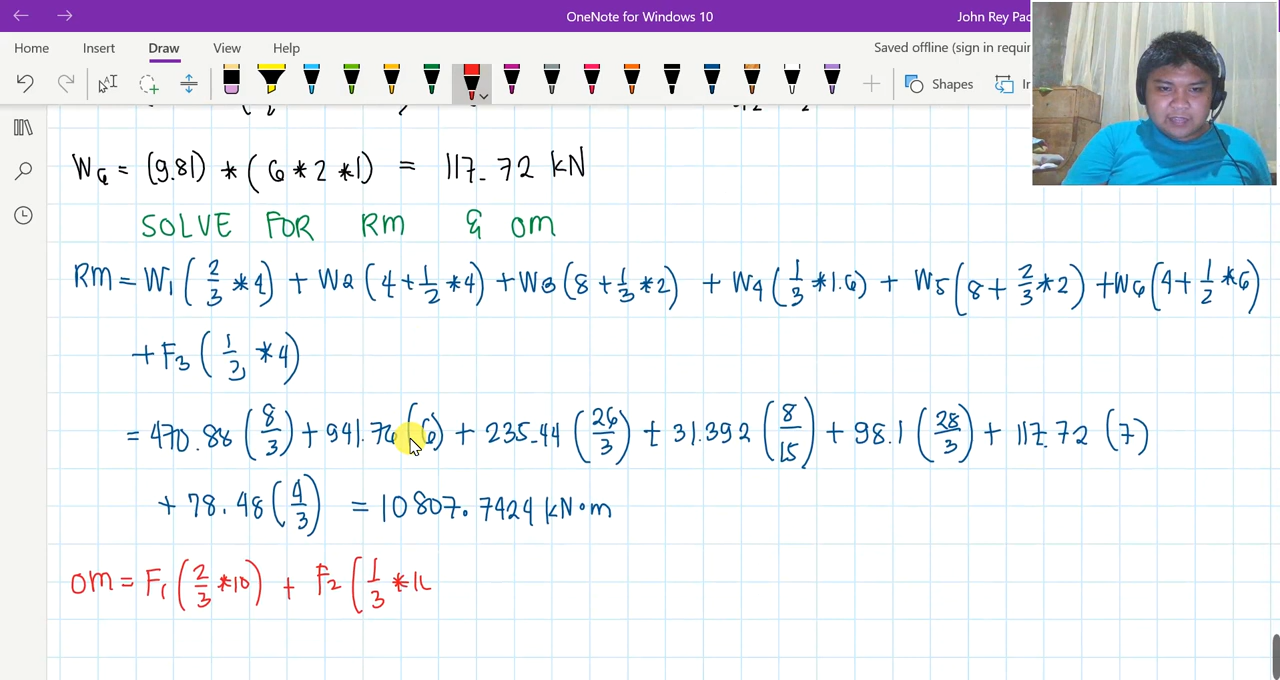 OneNote for Windows 10
John Rey Pac
Home Insert Draw View Help
Saved offline (sign in requir
Shapes
In
W6 = (9.81) * (6 * 2 * 1) = 117.72 kN
SOLVE FOR RM & OM
RM = W1 (2/3 * 4) + W2 (4 + 1/2 * 4) + W3 (8 + 1/3 * 2) + W4 (1/3 * 1.6) + W5 (8 + 2/3 * 2) + W6 (4 + 1/2 * 6)
+ F3 (1/3 * 4)
= 470.88 (8/3) + 941.76 (6) + 235.44 (26/3) + 31.392 (8/15) + 98.1 (28/3) + 117.72 (7)
+ 78.48 (4/3) = 10807.7424 kN·m
OM = F1 (2/3 * 10) + F2 (1/3 * 1